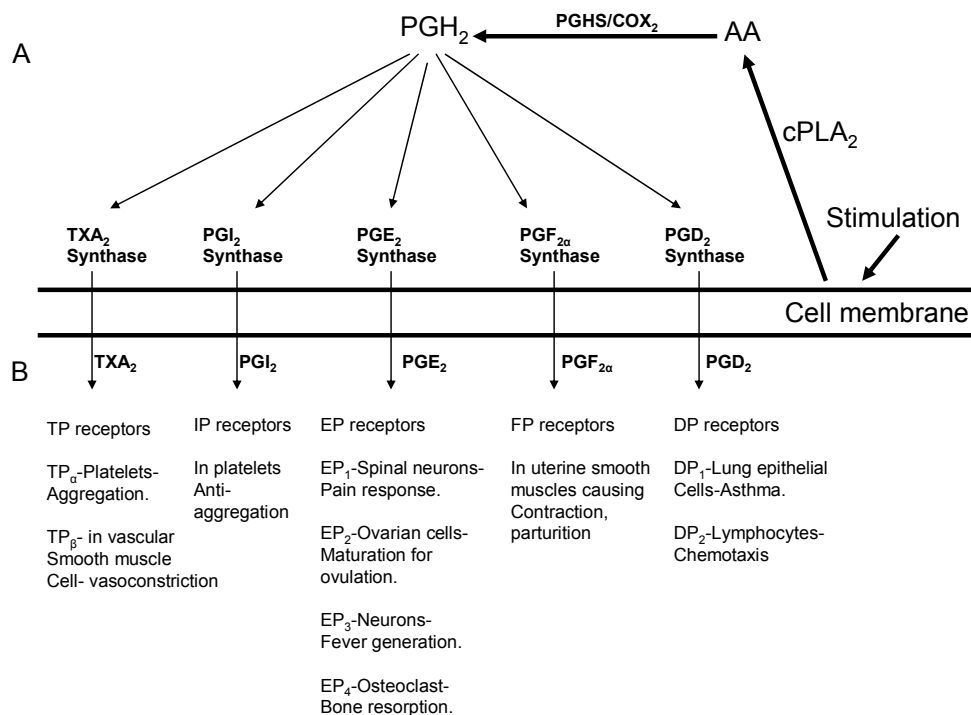 A
PGH₂
PGHS/COX₂
AA
cPLA₂
Stimulation
TXA₂
Synthase
PGI₂
Synthase
PGE₂
Synthase
PGF₂α
Synthase
PGD₂
Synthase
Cell membrane
B
TXA₂
PGI₂
PGE₂
PGF₂α
PGD₂
TP receptors
TPα-Platelets-
Aggregation.
TPβ- in vascular
Smooth muscle
Cell- vasoconstriction
IP receptors
In platelets
Anti-
aggregation
EP receptors
EP₁-Spinal neurons-
Pain response.
EP₂-Ovarian cells-
Maturation for
ovulation.
EP₃-Neurons-
Fever generation.
EP₄-Osteoclast-
Bone resorption.
FP receptors
In uterine smooth
muscles causing
Contraction,
parturition
DP receptors
DP₁-Lung epithelial
Cells-Asthma.
DP₂-Lymphocytes-
Chemotaxis